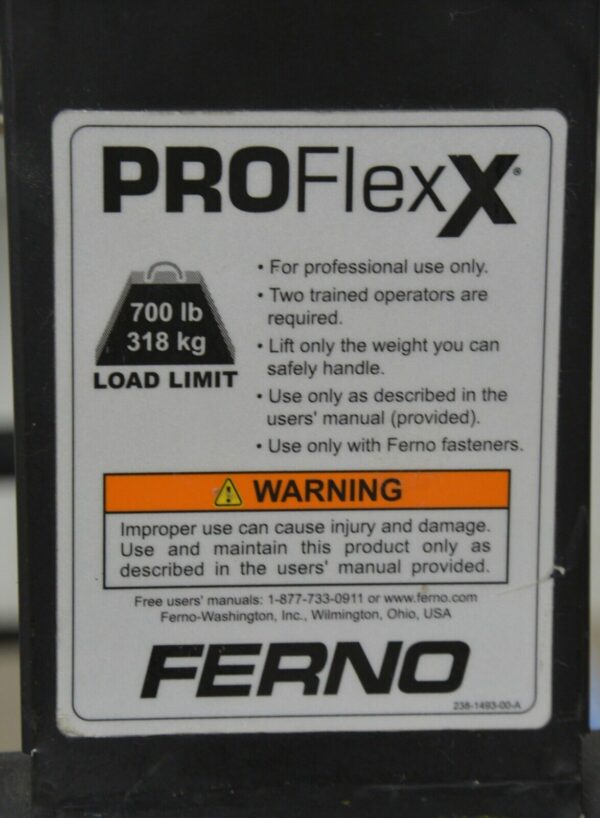 PROFlexX®
700 lb
318 kg
LOAD LIMIT
• For professional use only.
• Two trained operators are
required.
• Lift only the weight you can
safely handle.
• Use only as described in the
users' manual (provided).
• Use only with Ferno fasteners.
WARNING
Improper use can cause injury and damage.
Use and maintain this product only as
described in the users' manual provided.
Free users' manuals: 1-877-733-0911 or www.ferno.com
Ferno-Washington, Inc., Wilmington, Ohio, USA
FERNO
238-1493-00-A